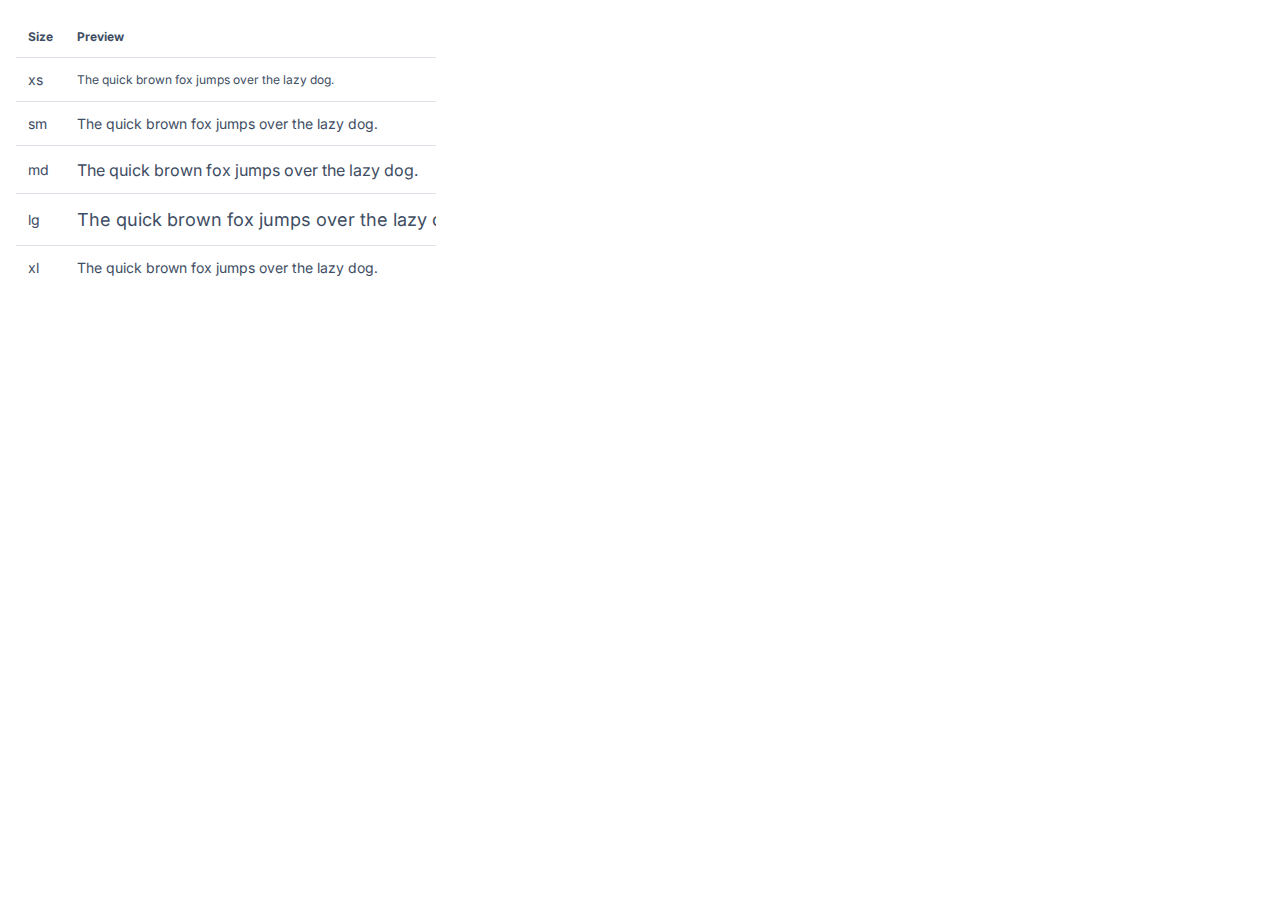 Size Preview
xs The quick brown fox jumps over the lazy dog.
sm The quick brown fox jumps over the lazy dog.
md The quick brown fox jumps over the lazy dog.
lg The quick brown fox jumps over the lazy
xl The quick brown fox jumps over the lazy dog.